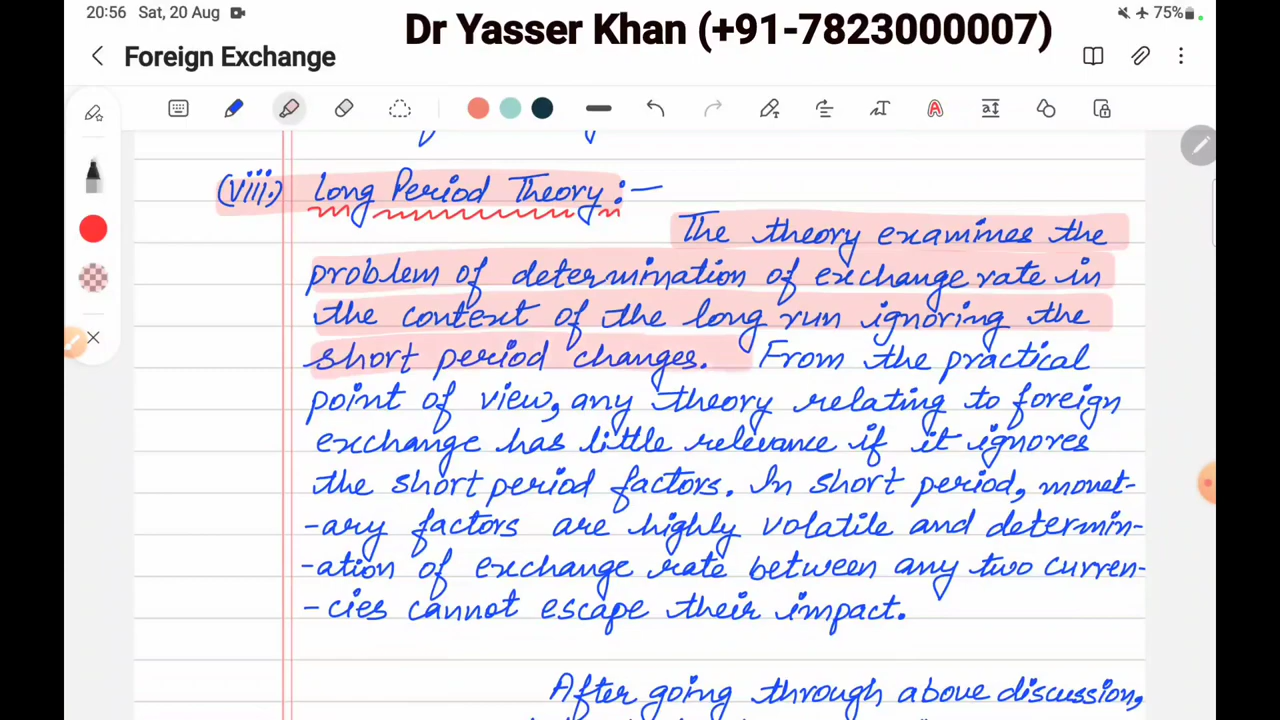 20:56 Sat, 20 Aug
75%
Dr Yasser Khan (+91-7823000007)
Foreign Exchange
(viii.) Long Period Theory:—
The theory examines the
problem of determination of exchange rate in
the context of the long run ignoring the
short period changes. From the practical
point of view, any theory relating to foreign
exchange has little relevance if it ignores
the short period factors. In short period, monet-
-ary factors are highly volatile and determin-
-ation of exchange rate between any two curren-
-cies cannot escape their impact.
After going through above discussion,